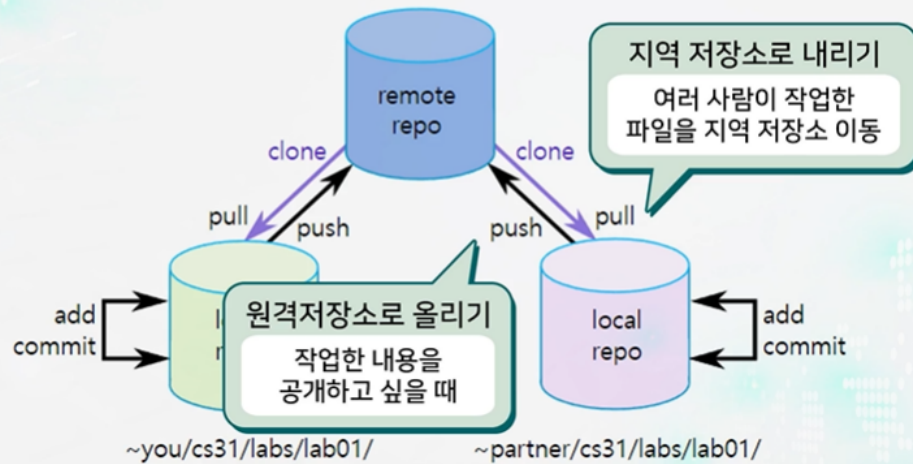 remote
repo
지역 저장소로 내리기
여러 사람이 작업한
파일을 지역 저장소 이동
clone
clone
pull
push
push
pull
add
commit
원격저장소로 올리기
작업한 내용을
공개하고 싶을 때
local
repo
add
commit
~you/cs31/labs/lab01/
~partner/cs31/labs/lab01/